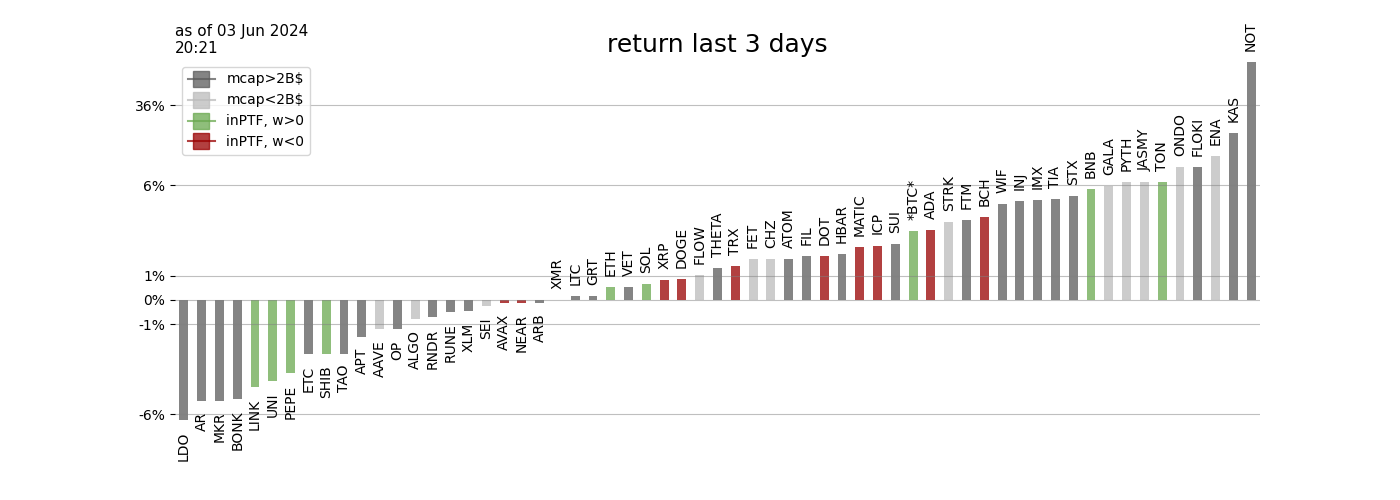 as of 03 Jun 2024
20:21
return last 3 days
mcap>2B$
mcap<2B$
inPTF, w>0
inPTF, w<0
36%
6%
1%
0%
-1%
-6%
LDO
AR
MKR
BONK
LINK
UNI
PEPE
ETC
SHIB
TAO
APT
AAVE
OP
ALGO
RNDR
RUNE
XLM
SEI
AVAX
NEAR
ARB
XMR
LTC
GRT
ETH
VET
SOL
XRP
DOGE
FLOW
THETA
TRX
FET
CHZ
ATOM
FIL
DOT
HBAR
MATIC
ICP
SUI
*BTC*
ADA
STRK
FTM
BCH
WIF
INJ
IMX
TIA
STX
BNB
GALA
PYTH
JASMY
TON
ONDO
FLOKI
ENA
KAS
NOT